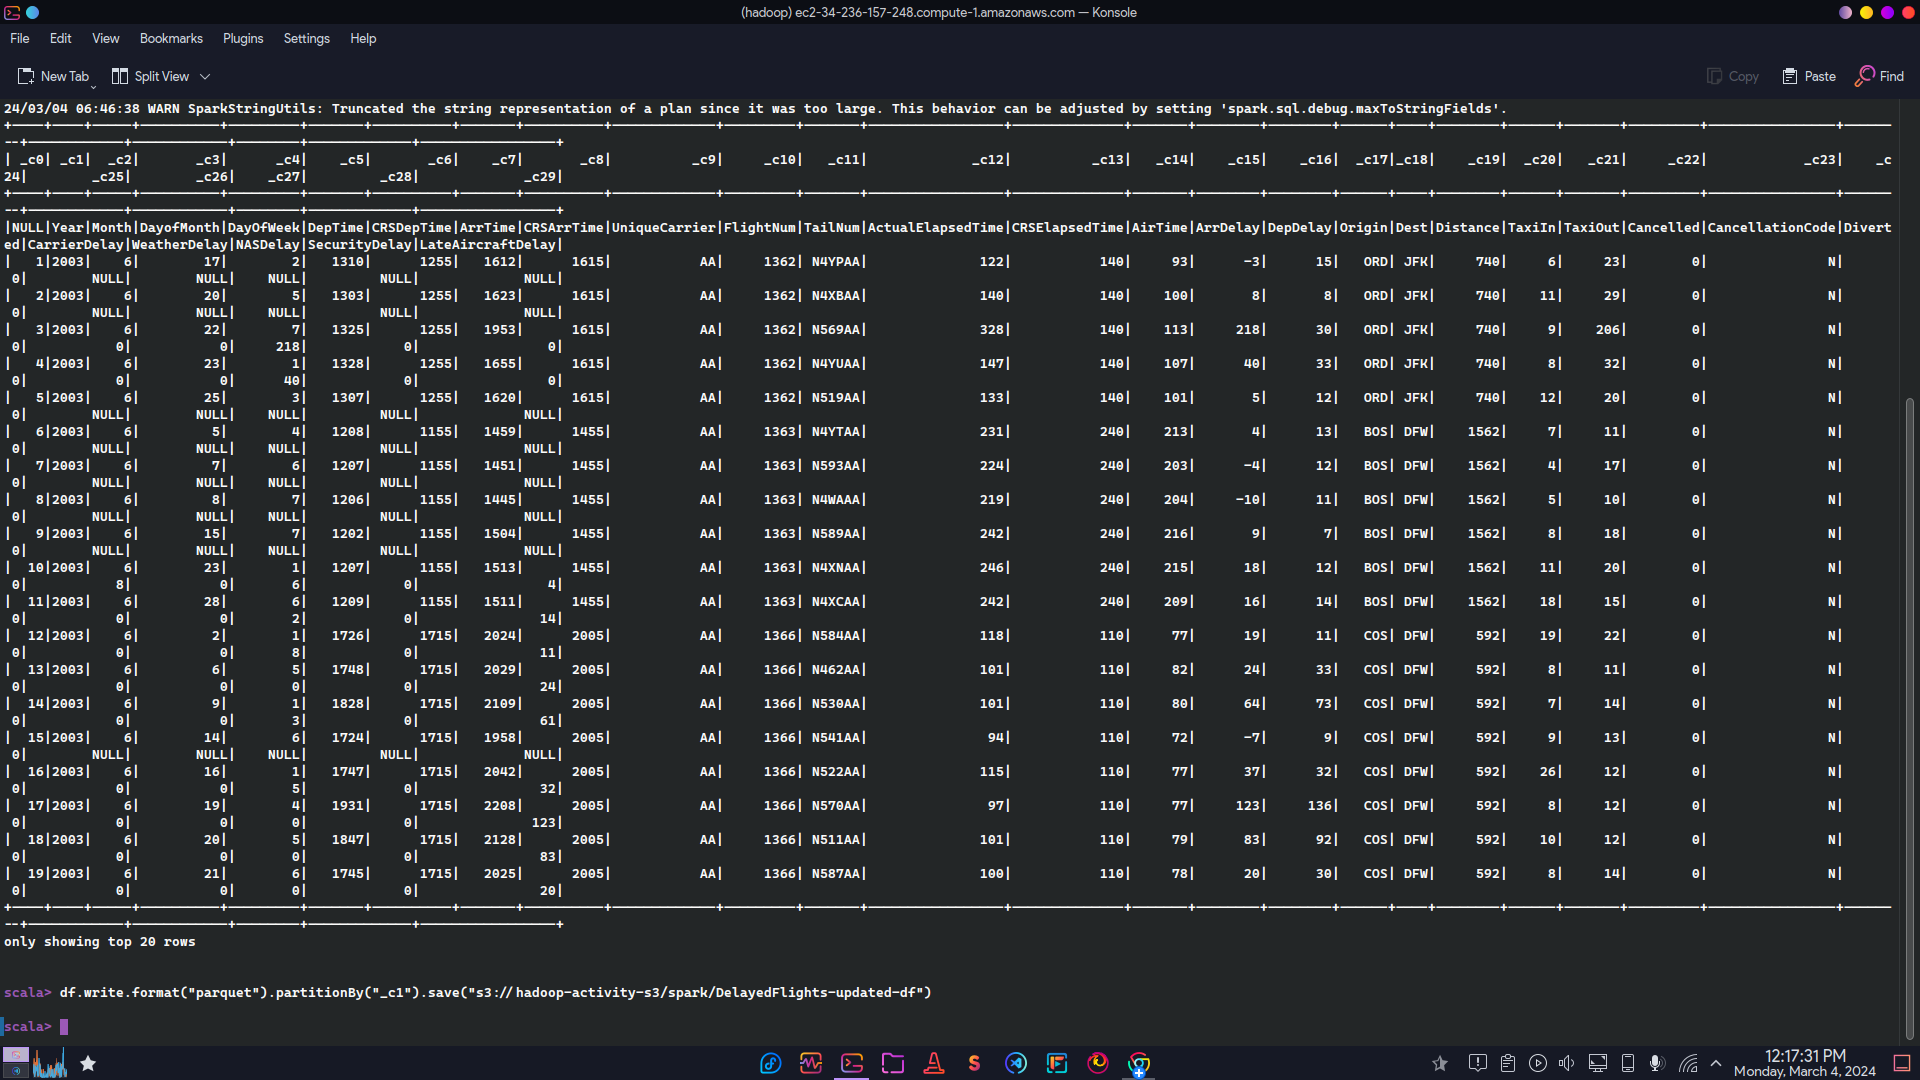 (hadoop) ec2-34-236-157-248.compute-1.amazonaws.com — Konsole
File Edit View Bookmarks Plugins Settings Help
New Tab Split View Copy Paste Find
24/03/04 06:46:38 WARN SparkStringUtils: Truncated the string representation of a plan since it was too large. This behavior can be adjusted by setting 'spark.sql.debug.maxToStringFields'.
| _c0| _c1| _c2| _c3| _c4| _c5| _c6| _c7| _c8| _c9| _c10| _c11| _c12| _c13| _c14| _c15| _c16| _c17|_c18| _c19| _c20| _c21| _c22| _c23| _c
24| _c25| _c26| _c27| _c28| _c29|
|NULL|Year|Month|DayofMonth|DayOfWeek|DepTime|CRSDepTime|ArrTime|CRSArrTime|UniqueCarrier|FlightNum|TailNum|ActualElapsedTime|CRSElapsedTime|AirTime|ArrDelay|DepDelay|Origin|Dest|Distance|TaxiIn|TaxiOut|Cancelled|CancellationCode|Divert
ed|CarrierDelay|WeatherDelay|NASDelay|SecurityDelay|LateAircraftDelay|
| 1|2003| 6| 17| 2| 1310| 1255| 1612| 1615| AA| 1362| N4YPAA| 122| 140| 93| -3| 15| ORD| JFK| 740| 6| 23| 0| N|
0| NULL| NULL| NULL| NULL| NULL|
| 2|2003| 6| 20| 5| 1303| 1255| 1623| 1615| AA| 1362| N4XBAA| 140| 140| 100| 8| 8| ORD| JFK| 740| 11| 29| 0| N|
0| NULL| NULL| NULL| NULL| NULL|
| 3|2003| 6| 22| 7| 1325| 1255| 1953| 1615| AA| 1362| N569AA| 328| 140| 113| 218| 30| ORD| JFK| 740| 9| 206| 0| N|
0| 0| 0| 218| 0| 0|
| 4|2003| 6| 23| 1| 1328| 1255| 1655| 1615| AA| 1362| N4YUAA| 147| 140| 107| 40| 33| ORD| JFK| 740| 8| 32| 0| N|
0| 0| 0| 40| 0| 0|
| 5|2003| 6| 25| 3| 1307| 1255| 1620| 1615| AA| 1362| N519AA| 133| 140| 101| 5| 12| ORD| JFK| 740| 12| 20| 0| N|
0| NULL| NULL| NULL| NULL| NULL|
| 6|2003| 6| 5| 4| 1208| 1155| 1459| 1455| AA| 1363| N4YTAA| 231| 240| 213| 4| 13| BOS| DFW| 1562| 7| 11| 0| N|
0| NULL| NULL| NULL| NULL| NULL|
| 7|2003| 6| 7| 6| 1207| 1155| 1451| 1455| AA| 1363| N593AA| 224| 240| 203| -4| 12| BOS| DFW| 1562| 4| 17| 0| N|
0| NULL| NULL| NULL| NULL| NULL|
| 8|2003| 6| 8| 7| 1206| 1155| 1445| 1455| AA| 1363| N4WAAA| 219| 240| 204| -10| 11| BOS| DFW| 1562| 5| 10| 0| N|
0| NULL| NULL| NULL| NULL| NULL|
| 9|2003| 6| 15| 7| 1202| 1155| 1504| 1455| AA| 1363| N589AA| 242| 240| 216| 9| 7| BOS| DFW| 1562| 8| 18| 0| N|
0| NULL| NULL| NULL| NULL| NULL|
| 10|2003| 6| 23| 1| 1207| 1155| 1513| 1455| AA| 1363| N4XNAA| 246| 240| 215| 18| 12| BOS| DFW| 1562| 11| 20| 0| N|
0| 8| 0| 6| 0| 4|
| 11|2003| 6| 28| 6| 1209| 1155| 1511| 1455| AA| 1363| N4XCAA| 242| 240| 209| 16| 14| BOS| DFW| 1562| 18| 15| 0| N|
0| 0| 0| 2| 0| 14|
| 12|2003| 6| 2| 1| 1726| 1715| 2024| 2005| AA| 1366| N584AA| 118| 110| 77| 19| 11| COS| DFW| 592| 19| 22| 0| N|
0| 0| 0| 8| 0| 11|
| 13|2003| 6| 6| 5| 1748| 1715| 2029| 2005| AA| 1366| N462AA| 101| 110| 82| 24| 33| COS| DFW| 592| 8| 11| 0| N|
0| 0| 0| 0| 0| 24|
| 14|2003| 6| 9| 1| 1828| 1715| 2109| 2005| AA| 1366| N530AA| 101| 110| 80| 64| 73| COS| DFW| 592| 7| 14| 0| N|
0| 0| 0| 3| 0| 61|
| 15|2003| 6| 14| 6| 1724| 1715| 1958| 2005| AA| 1366| N541AA| 94| 110| 72| -7| 9| COS| DFW| 592| 9| 13| 0| N|
0| NULL| NULL| NULL| NULL| NULL|
| 16|2003| 6| 16| 1| 1747| 1715| 2042| 2005| AA| 1366| N522AA| 115| 110| 77| 37| 32| COS| DFW| 592| 26| 12| 0| N|
0| 0| 0| 5| 0| 32|
| 17|2003| 6| 19| 4| 1931| 1715| 2208| 2005| AA| 1366| N570AA| 97| 110| 77| 123| 136| COS| DFW| 592| 8| 12| 0| N|
0| 0| 0| 0| 0| 123|
| 18|2003| 6| 20| 5| 1847| 1715| 2128| 2005| AA| 1366| N511AA| 101| 110| 79| 83| 92| COS| DFW| 592| 10| 12| 0| N|
0| 0| 0| 0| 0| 83|
| 19|2003| 6| 21| 6| 1745| 1715| 2025| 2005| AA| 1366| N587AA| 100| 110| 78| 20| 30| COS| DFW| 592| 8| 14| 0| N|
0| 0| 0| 0| 0| 20|
only showing top 20 rows
scala> df.write.format("parquet").partitionBy("_c1").save("s3://hadoop-activity-s3/spark/DelayedFlights-updated-df")
scala>
12:17:31 PM
Monday, March 4, 2024